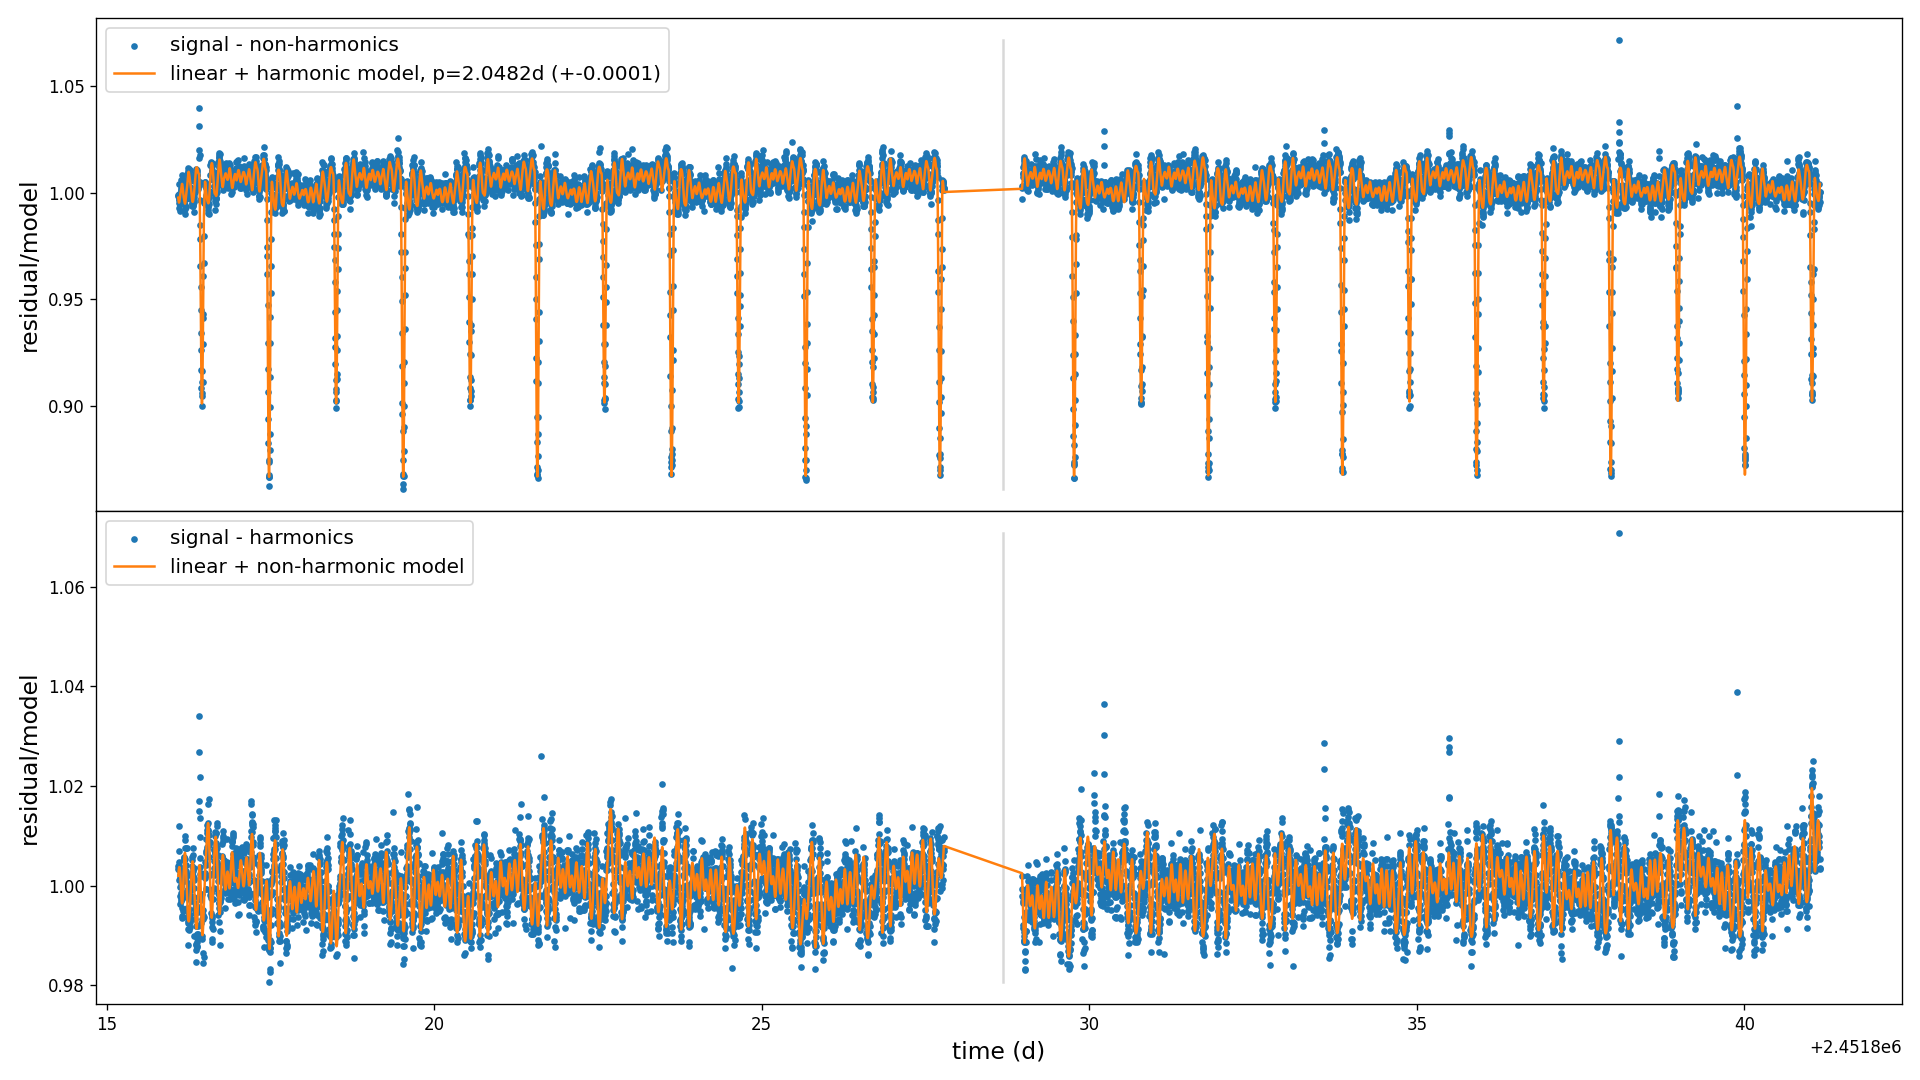 signal - non-harmonics
linear + harmonic model, p=2.0482d (+-0.0001)
1.05
1.00
0.95
0.90
residual/model
signal - harmonics
linear + non-harmonic model
1.06
1.04
1.02
1.00
0.98
residual/model
15
20
25
30
35
40
time (d)
+2.4518e6